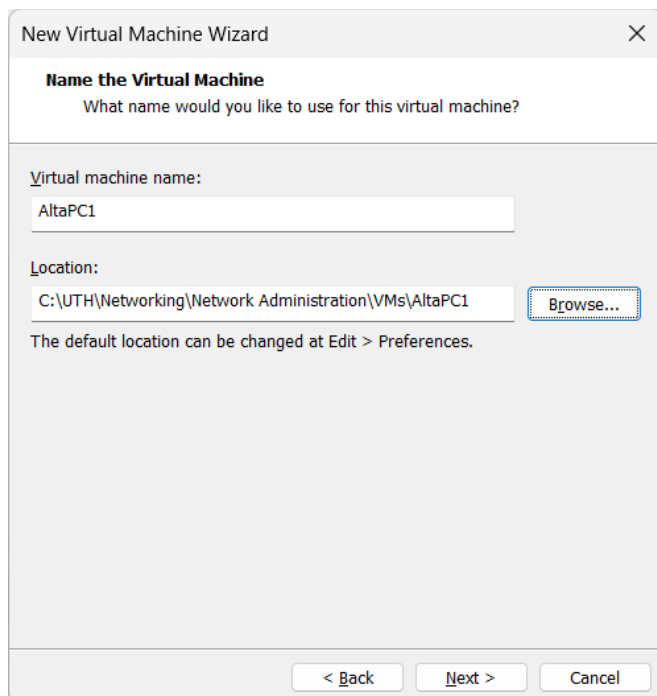 New Virtual Machine Wizard
Name the Virtual Machine
What name would you like to use for this virtual machine?
Virtual machine name:
AltaPC1
Location:
C:\UTH\Networking\Network Administration\VMs\AltaPC1
Browse...
The default location can be changed at Edit > Preferences.
< Back
Next >
Cancel